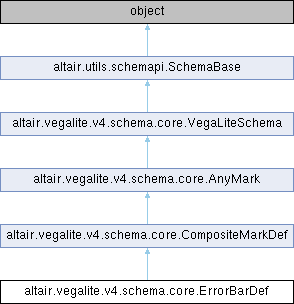 object
altair.utils.schemapi.SchemaBase
altair.vegalite.v4.schema.core.VegaLiteSchema
altair.vegalite.v4.schema.core.AnyMark
altair.vegalite.v4.schema.core.CompositeMarkDef
altair.vegalite.v4.schema.core.ErrorBarDef